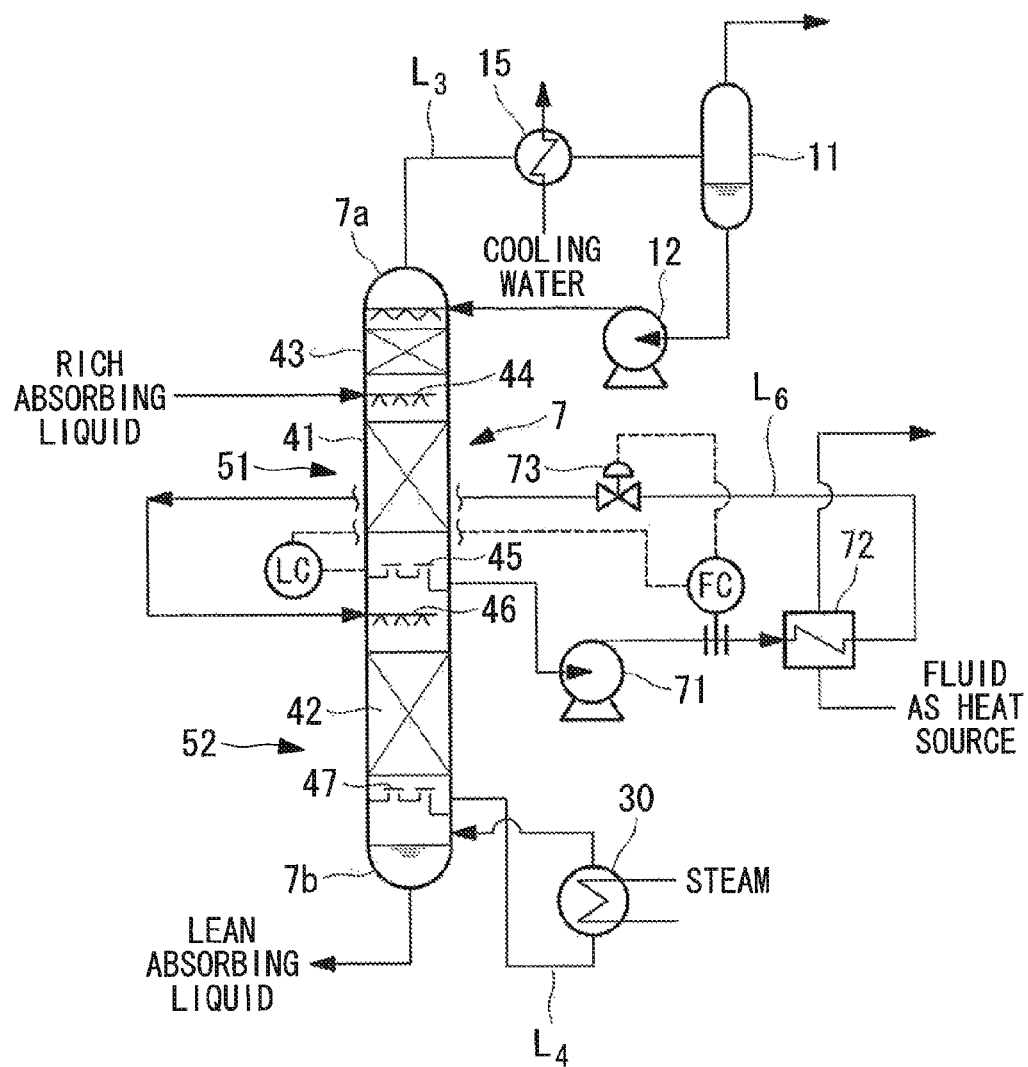 L3
15
11
7a
COOLING
WATER
12
43
44
RICH
ABSORBING
LIQUID
L6
7
41
73
51
45
LC
FC
72
46
71
FLUID
AS HEAT
SOURCE
42
52
47
30
STEAM
7b
LEAN
ABSORBING
LIQUID
L4